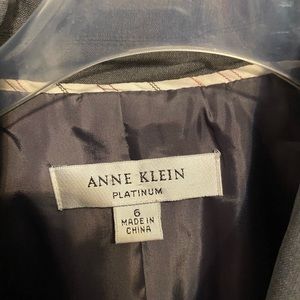 ANNE KLEIN
PLATINUM
6
MADE IN
CHINA